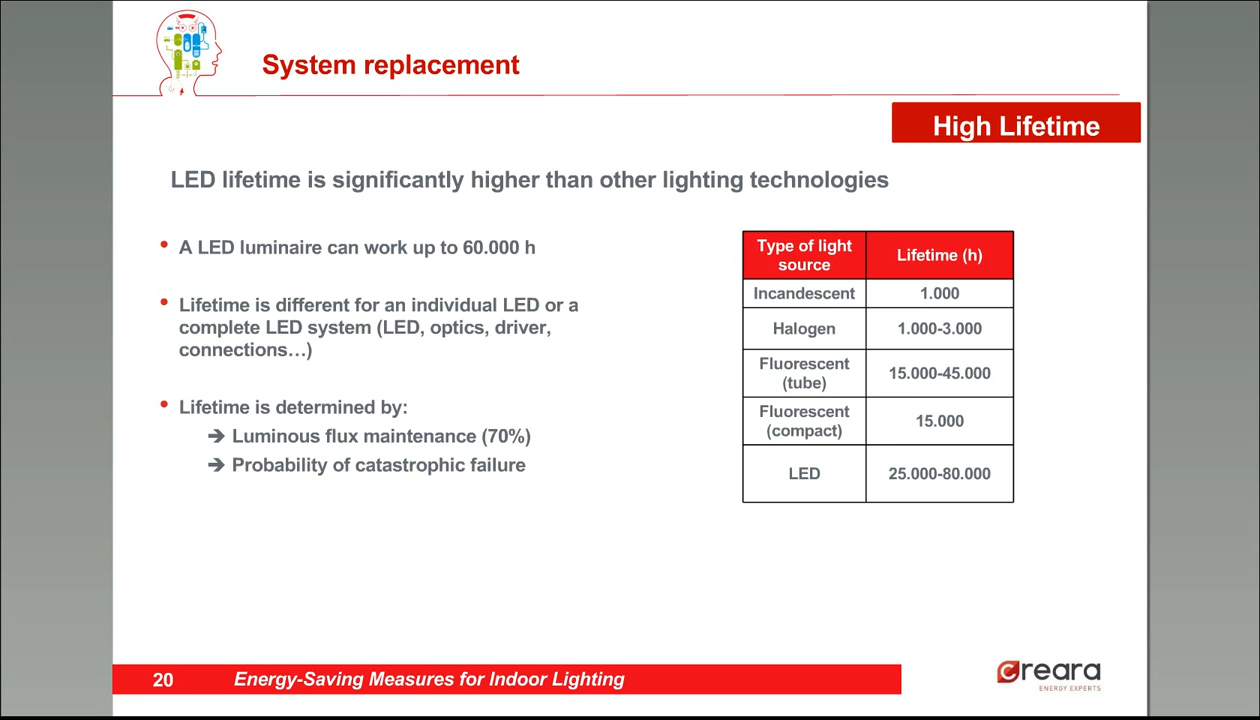 System replacement
High Lifetime
LED lifetime is significantly higher than other lighting technologies
• A LED luminaire can work up to 60.000 h
• Lifetime is different for an individual LED or a
complete LED system (LED, optics, driver,
connections…)
• Lifetime is determined by:
➔ Luminous flux maintenance (70%)
➔ Probability of catastrophic failure
Type of light
source
Lifetime (h)
Incandescent
1.000
Halogen
1.000-3.000
Fluorescent
(tube)
15.000-45.000
Fluorescent
(compact)
15.000
LED
25.000-80.000
20
Energy-Saving Measures for Indoor Lighting
creara
ENERGY EXPERTS